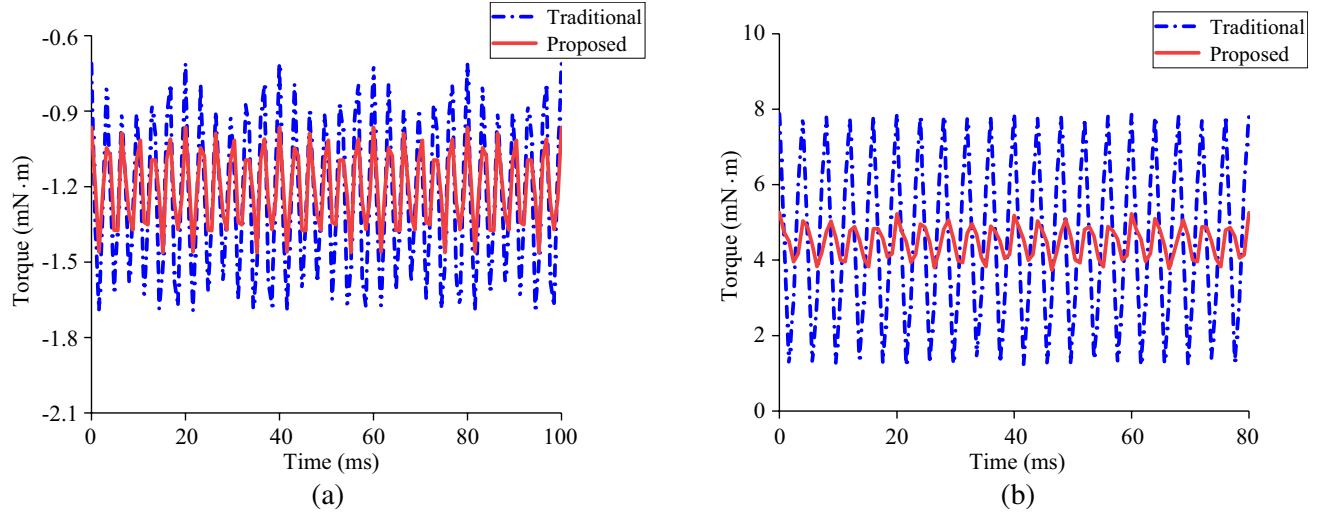 Traditional
Proposed
-0.6
-0.9
-1.2
-1.5
-1.8
-2.1
Torque (mN·m)
0 20 40 60 80 100
Time (ms)
(a)
Traditional
Proposed
10
8
6
4
2
0
Torque (mN·m)
0 20 40 60 80
Time (ms)
(b)